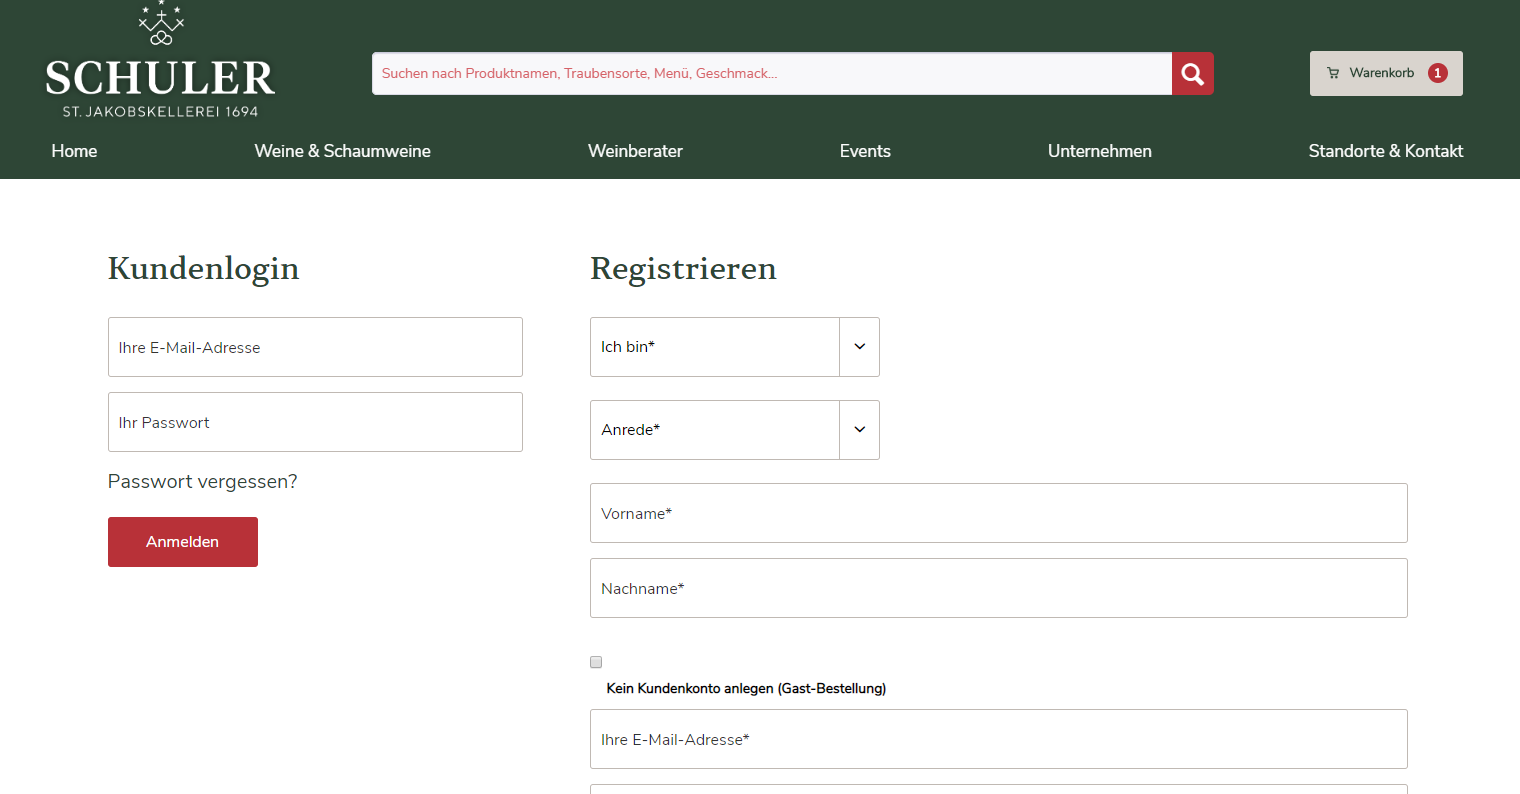 SCHULER
ST. JAKOBSKELLEREI 1694
Suchen nach Produktnamen, Traubensorte, Menü, Geschmack...
Warenkorb 1
Home Weine & Schaumweine Weinberater Events Unternehmen Standorte & Kontakt
Kundenlogin
Ihre E-Mail-Adresse
Ihr Passwort
Passwort vergessen?
Anmelden
Registrieren
Ich bin*
Anrede*
Vorname*
Nachname*
Kein Kundenkonto anlegen (Gast-Bestellung)
Ihre E-Mail-Adresse*